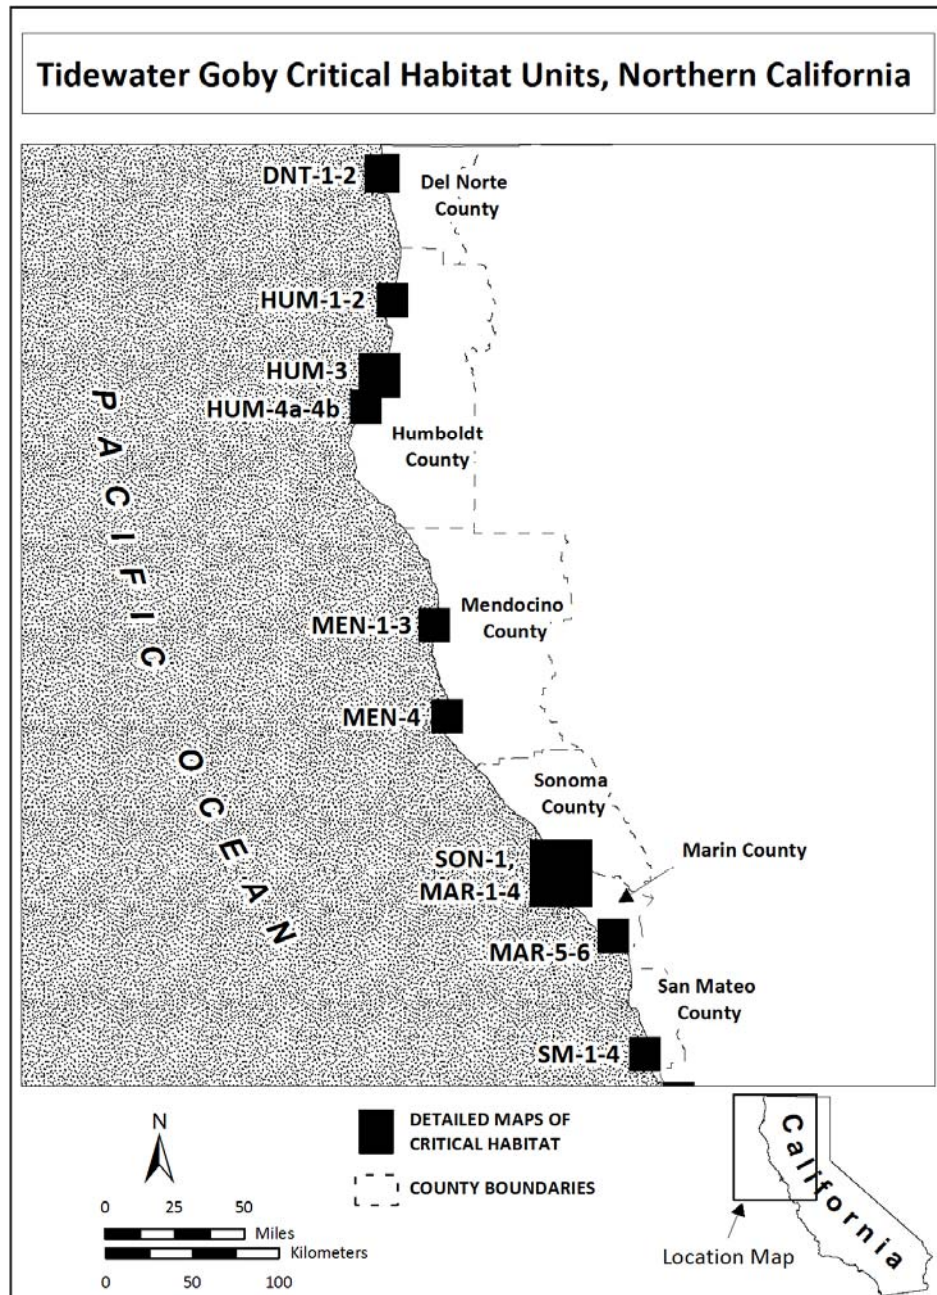 Tidewater Goby Critical Habitat Units, Northern California
DNT-1-2
Del Norte
County
HUM-1-2
HUM-3
HUM-4a-4b
Humboldt
County
PACIFIC OCEAN
MEN-1-3
Mendocino
County
MEN-4
Sonoma
County
SON-1,
MAR-1-4
Marin County
MAR-5-6
San Mateo
County
SM-1-4
N
0 25 50
Miles
Kilometers
0 50 100
DETAILED MAPS OF
CRITICAL HABITAT
COUNTY BOUNDARIES
California
Location Map